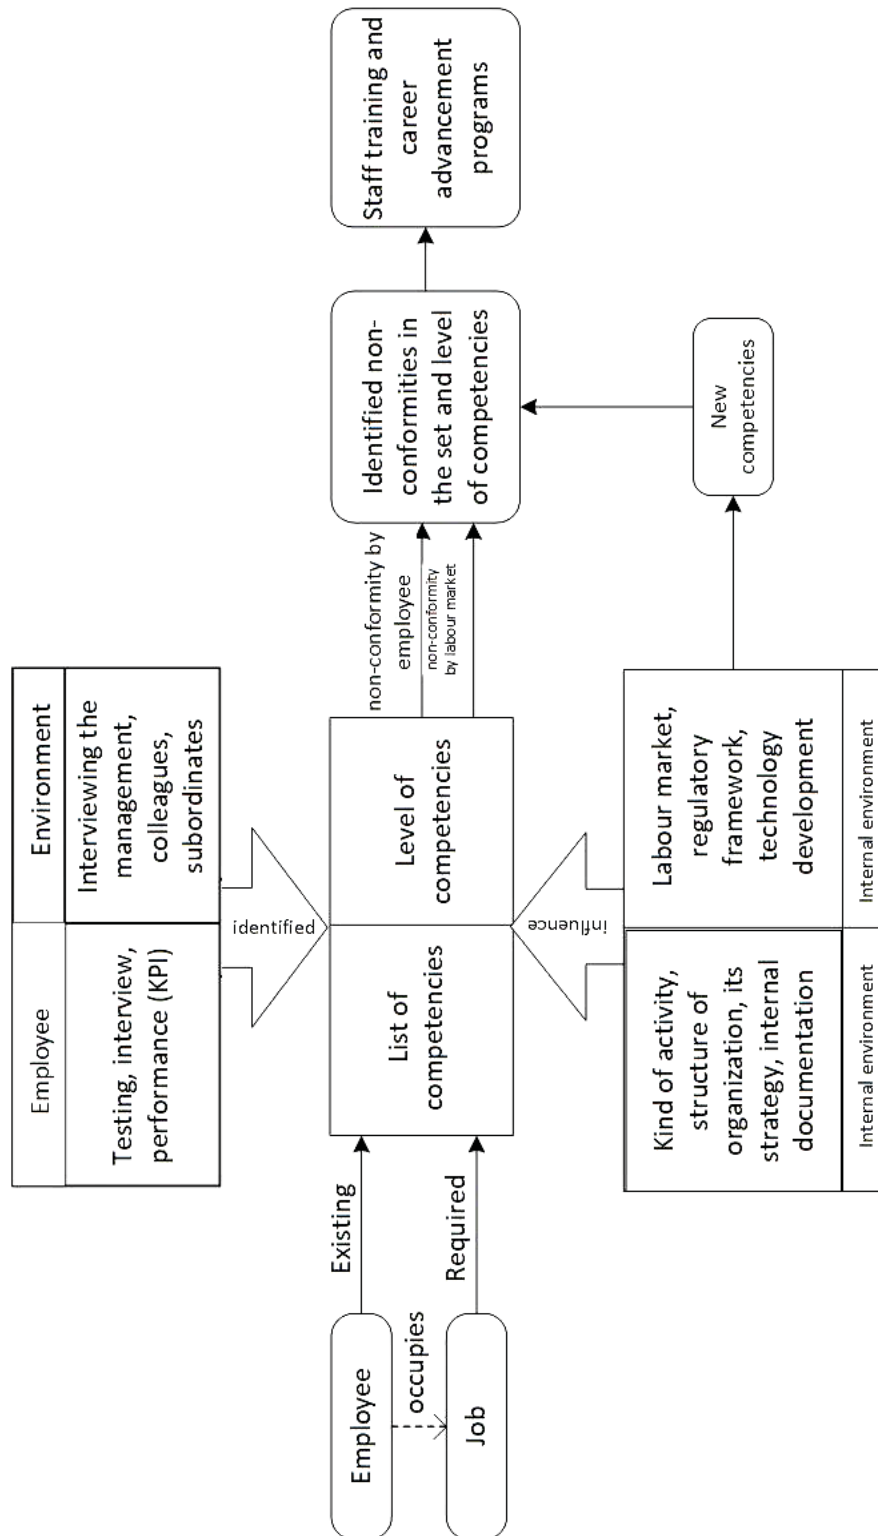 Employee
Environment
Testing, interview,
performance (KPI)
Interviewing the
management,
colleagues,
subordinates
identified
Employee
occupies
Job
Existing
Required
List of
competencies
Level of
competencies
non-conformity by
employee
non-conformity
by labour market
Identified non-
conformities in
the set and level
of competencies
Staff training and
career
advancement
programs
influence
Kind of activity,
structure of
organization, its
strategy, internal
documentation
Labour market,
regulatory
framework,
technology
development
New
competencies
Internal environment
Internal environment